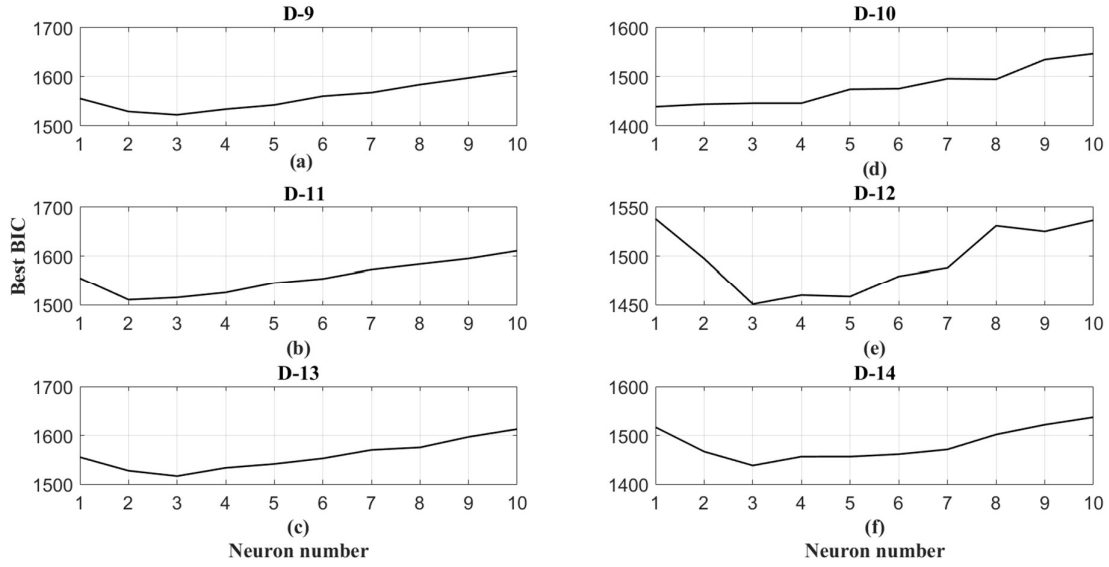 D-9
1700
1600
1500
1 2 3 4 5 6 7 8 9 10
(a)
D-11
1700
1600
1500
1 2 3 4 5 6 7 8 9 10
(b)
D-13
1700
1600
1500
1 2 3 4 5 6 7 8 9 10
(c)
Neuron number
Best BIC
D-10
1600
1500
1400
1 2 3 4 5 6 7 8 9 10
(d)
D-12
1550
1500
1450
1 2 3 4 5 6 7 8 9 10
(e)
D-14
1600
1500
1400
1 2 3 4 5 6 7 8 9 10
(f)
Neuron number